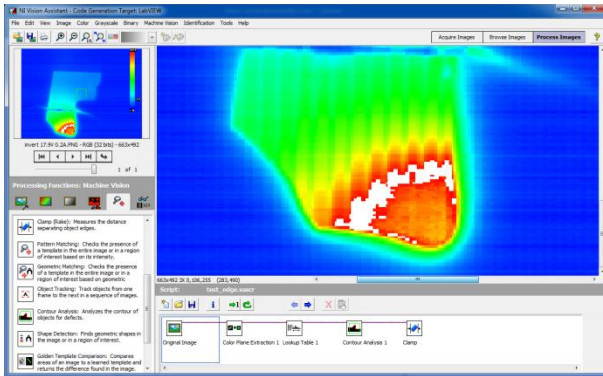 NI Vision Assistant - Code Generation Target: LabVIEW
File Edit View Image Color Grayscale Binary Machine Vision Identification Tools Help
Acquire Images Browse Images Process Images
invert 17.9V 0.2A.PNG - RGB (32 bits) - 663x492
1 of 1
Processing Functions: Machine Vision
Clamp (Rake): Measures the distance
separating object edges.
Pattern Matching: Checks the presence
of a template in the entire image or in a region
of interest based on its intensity.
Geometric Matching: Checks the presence
of a template in the entire image or in a
region of interest based on geometric
Object Tracking: Track objects from one
frame to the next in a sequence of images.
Contour Analysis: Analyzes the contour of
objects for defects.
Shape Detection: Finds geometric shapes in
the image or in a region of interest.
Golden Template Comparison: Compares
areas of an image to a learned template and
returns the difference found in the image.
663x492 1X 0,108,255 (283,490)
Script: test_edge.vascr
Original Image Color Plane Extraction 1 Lookup Table 1 Contour Analysis 1 Clamp